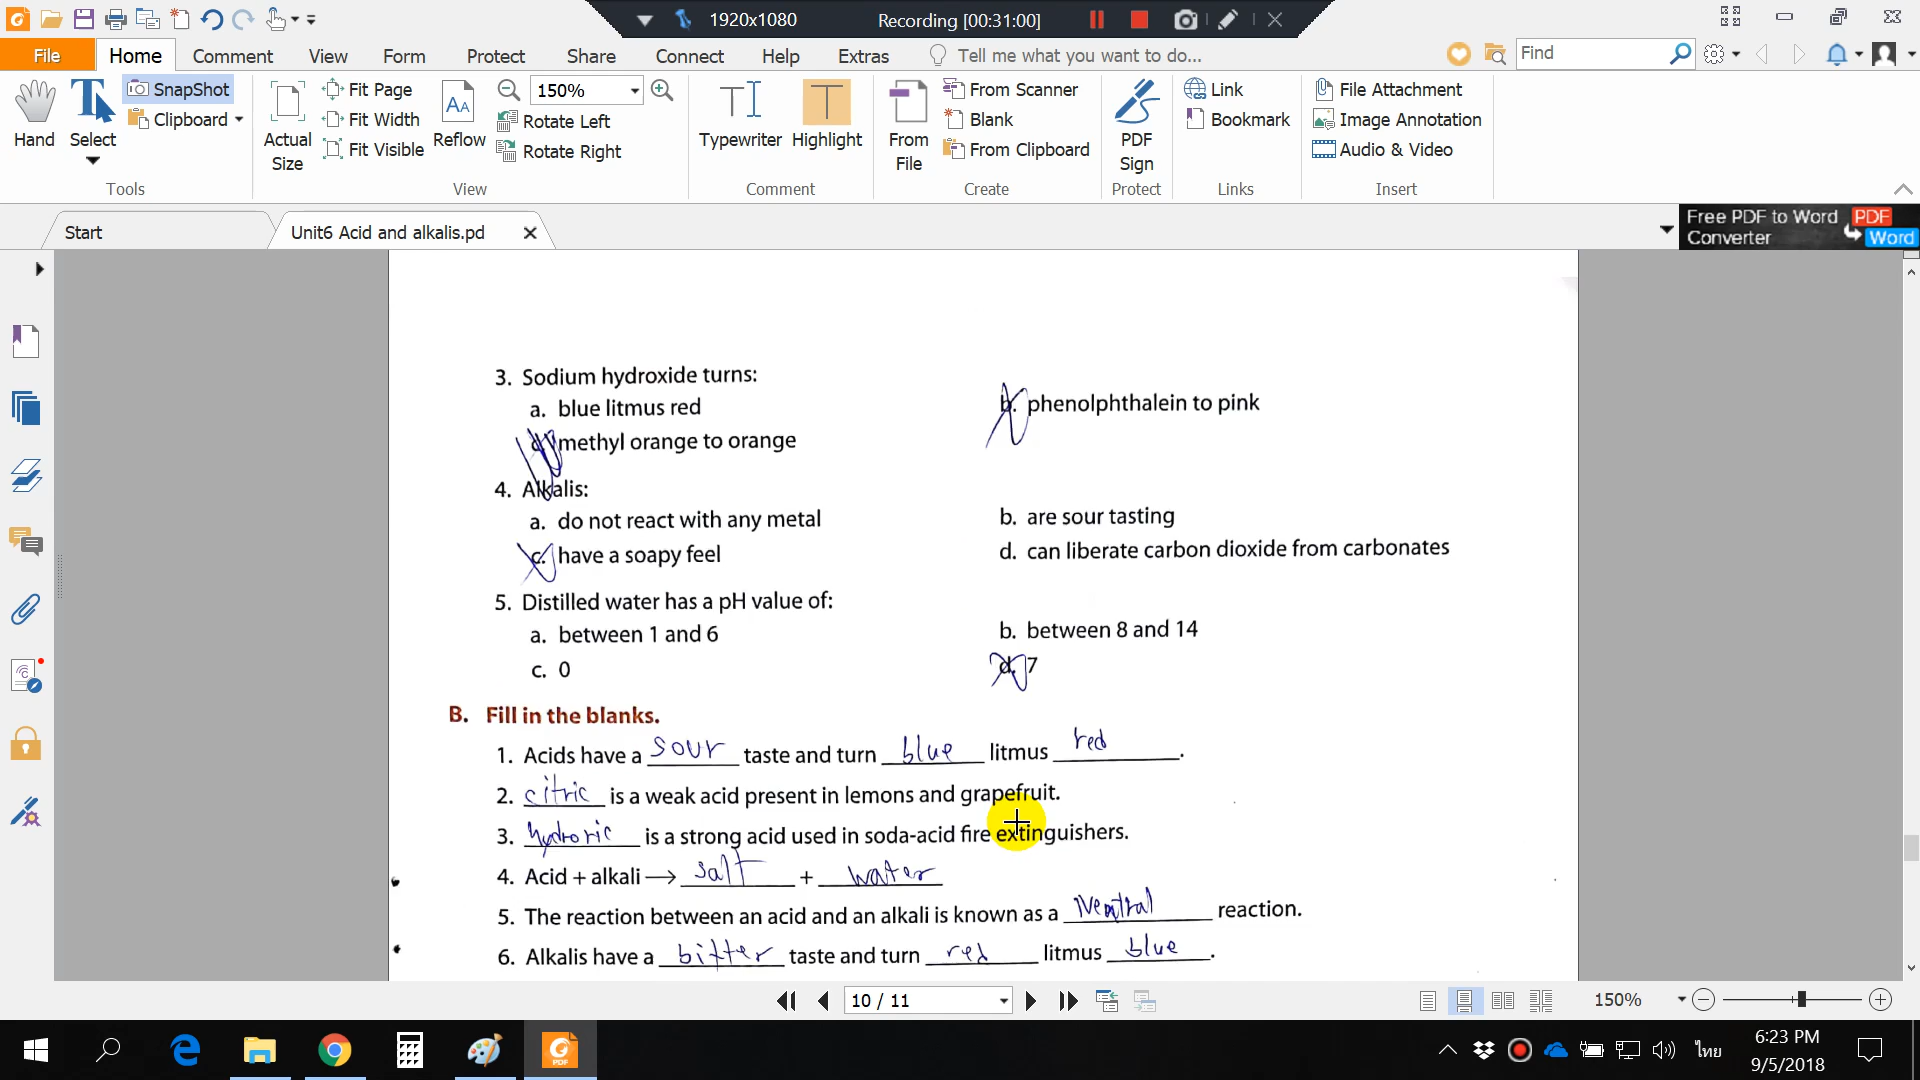 1920x1080
Recording [00:31:00]
File Home Comment View Form Protect Share Connect Help Extras Tell me what you want to do... Find
Hand
Select
SnapShot
Clipboard
Tools
Actual Size
Fit Page
Fit Width
Fit Visible
Reflow
150%
Rotate Left
Rotate Right
View
Typewriter
Highlight
Comment
From File
From Scanner
Blank
From Clipboard
Create
PDF Sign
Protect
Link
Bookmark
Links
File Attachment
Image Annotation
Audio & Video
Insert
Start
Unit6 Acid and alkalis.pd
Free PDF to Word Converter
PDF
Word
3. Sodium hydroxide turns:
a. blue litmus red
b. phenolphthalein to pink
methyl orange to orange
4. Alkalis:
a. do not react with any metal
b. are sour tasting
c. have a soapy feel
d. can liberate carbon dioxide from carbonates
5. Distilled water has a pH value of:
a. between 1 and 6
b. between 8 and 14
c. 0
d. 7
B. Fill in the blanks.
1. Acids have a sour taste and turn blue litmus red.
2. citric is a weak acid present in lemons and grapefruit.
3. hydroric is a strong acid used in soda-acid fire extinguishers.
4. Acid + alkali → salt + water
5. The reaction between an acid and an alkali is known as a Neutral reaction.
6. Alkalis have a bitter taste and turn red litmus blue.
10 / 11
150%
ไทย
6:23 PM
9/5/2018